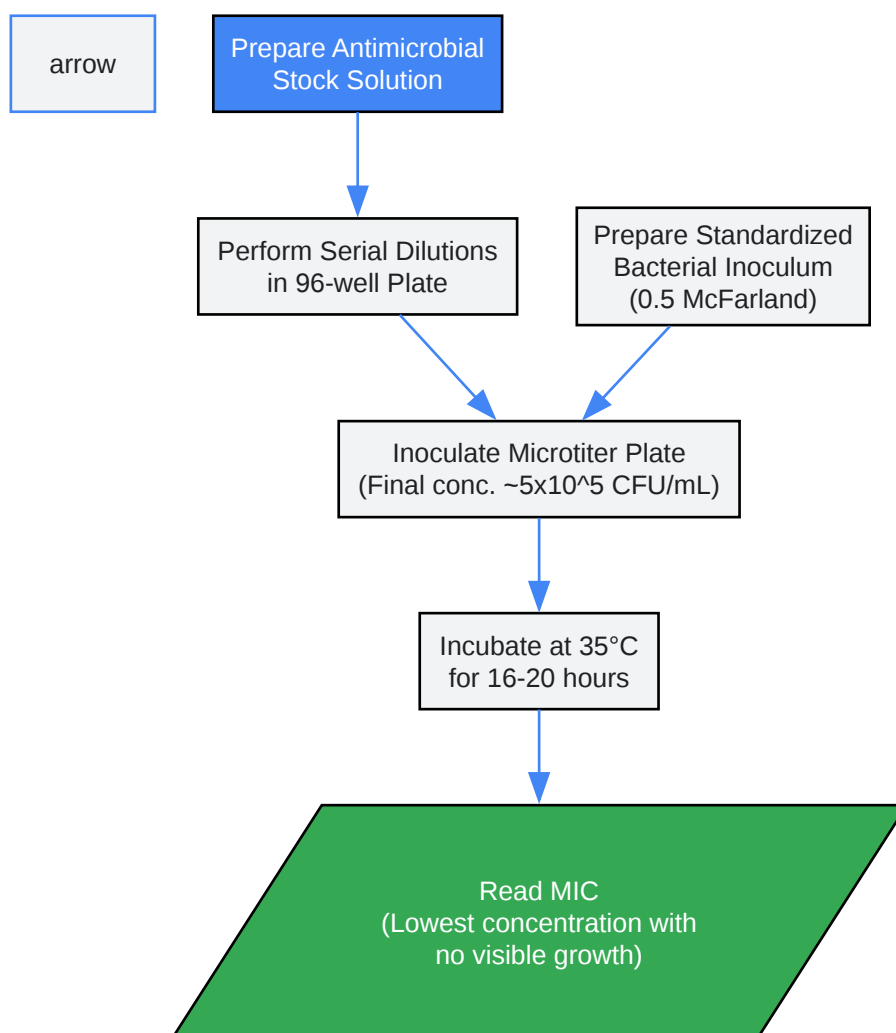 arrow
Prepare Antimicrobial
Stock Solution
Perform Serial Dilutions
in 96-well Plate
Prepare Standardized
Bacterial Inoculum
(0.5 McFarland)
Inoculate Microtiter Plate
(Final conc. ~5x10^5 CFU/mL)
Incubate at 35°C
for 16-20 hours
Read MIC
(Lowest concentration with
no visible growth)